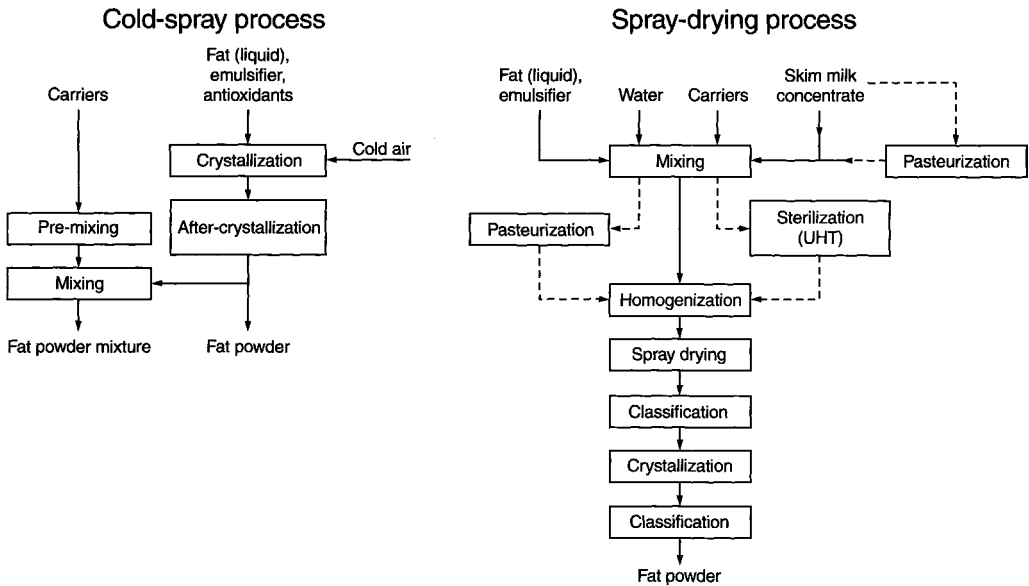 Cold-spray process
Fat (liquid),
emulsifier,
antioxidants
Carriers
Cold air
Crystallization
After-crystallization
Pre-mixing
Mixing
Fat powder mixture
Fat powder
Spray-drying process
Fat (liquid),
emulsifier
Water
Carriers
Skim milk
concentrate
Mixing
Pasteurization
Pasteurization
Sterilization
(UHT)
Homogenization
Spray drying
Classification
Crystallization
Classification
Fat powder